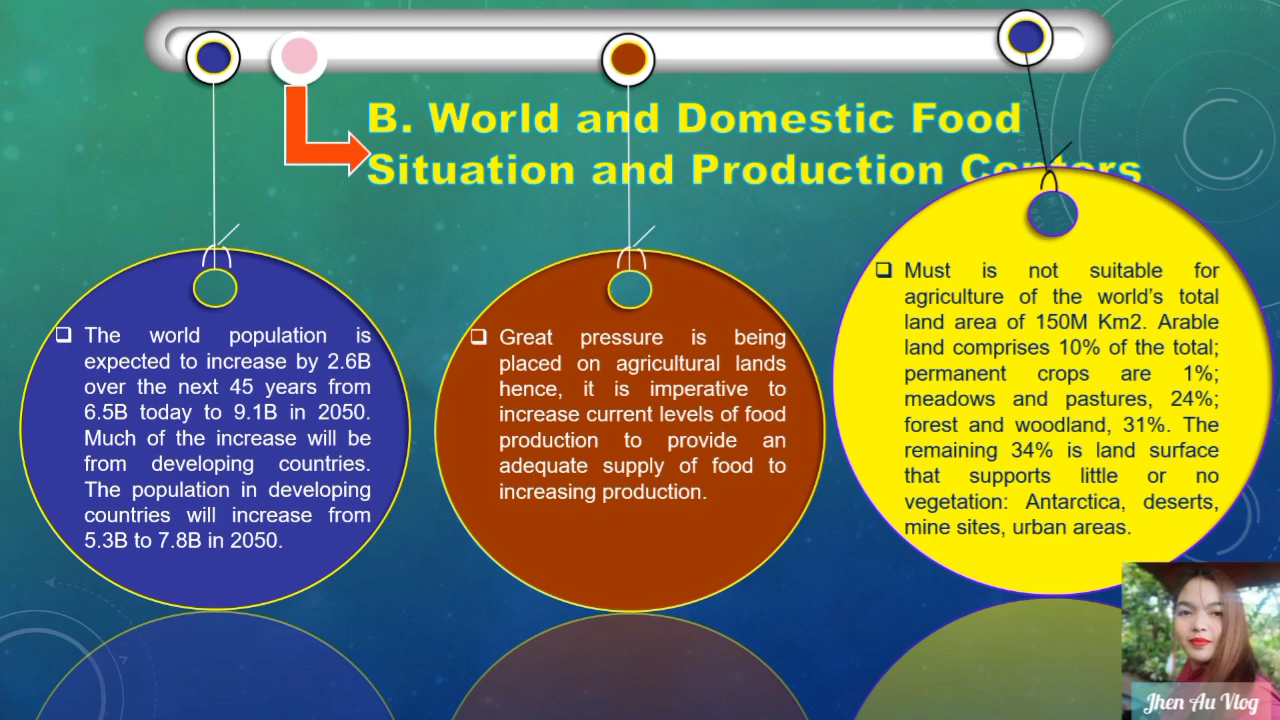 B. World and Domestic Food
Situation and Production Centers
The world population is
expected to increase by 2.6B
over the next 45 years from
6.5B today to 9.1B in 2050.
Much of the increase will be
from developing countries.
The population in developing
countries will increase from
5.3B to 7.8B in 2050.
Great pressure is being
placed on agricultural lands
hence, it is imperative to
increase current levels of food
production to provide an
adequate supply of food to
increasing production.
Must is not suitable for
agriculture of the world's total
land area of 150M Km2. Arable
land comprises 10% of the total;
permanent crops are 1%;
meadows and pastures, 24%;
forest and woodland, 31%. The
remaining 34% is land surface
that supports little or no
vegetation: Antarctica, deserts,
mine sites, urban areas.
Jhen Au Vlog